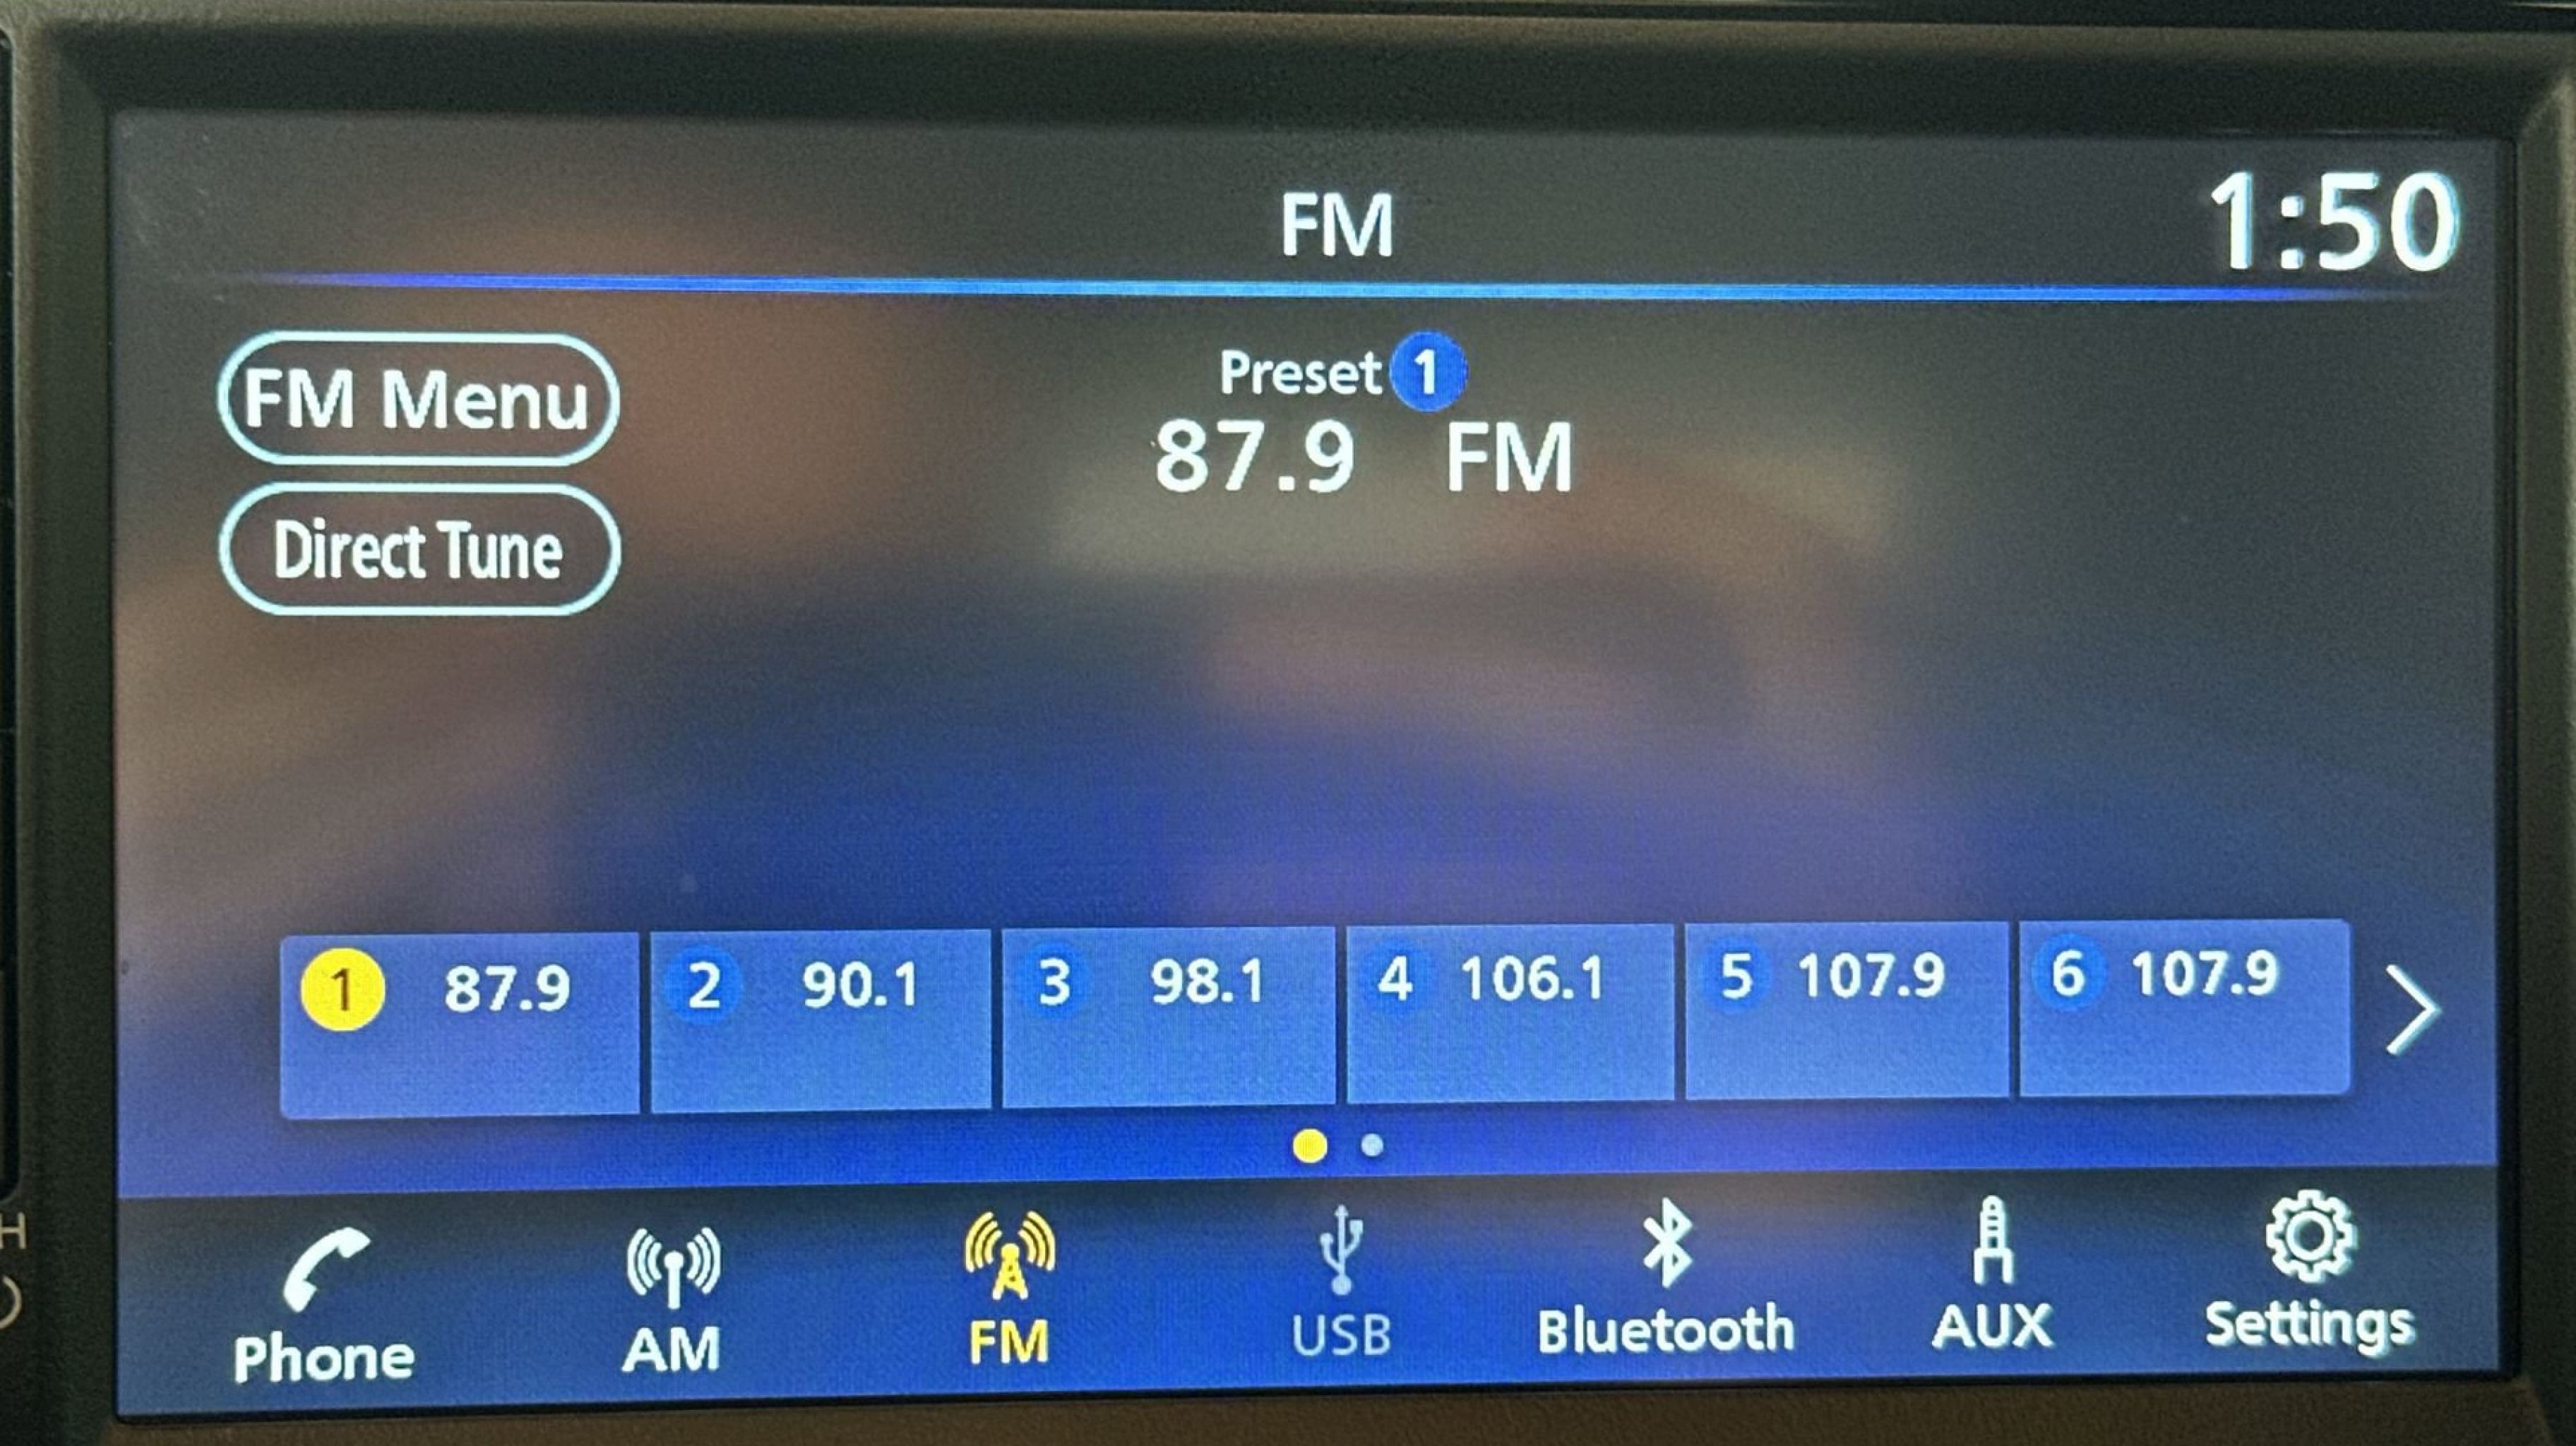 FM
1:50
FM Menu
Preset 1
87.9 FM
Direct Tune
1 87.9
2 90.1
3 98.1
4 106.1
5 107.9
6 107.9
Phone
AM
FM
USB
Bluetooth
AUX
Settings
H